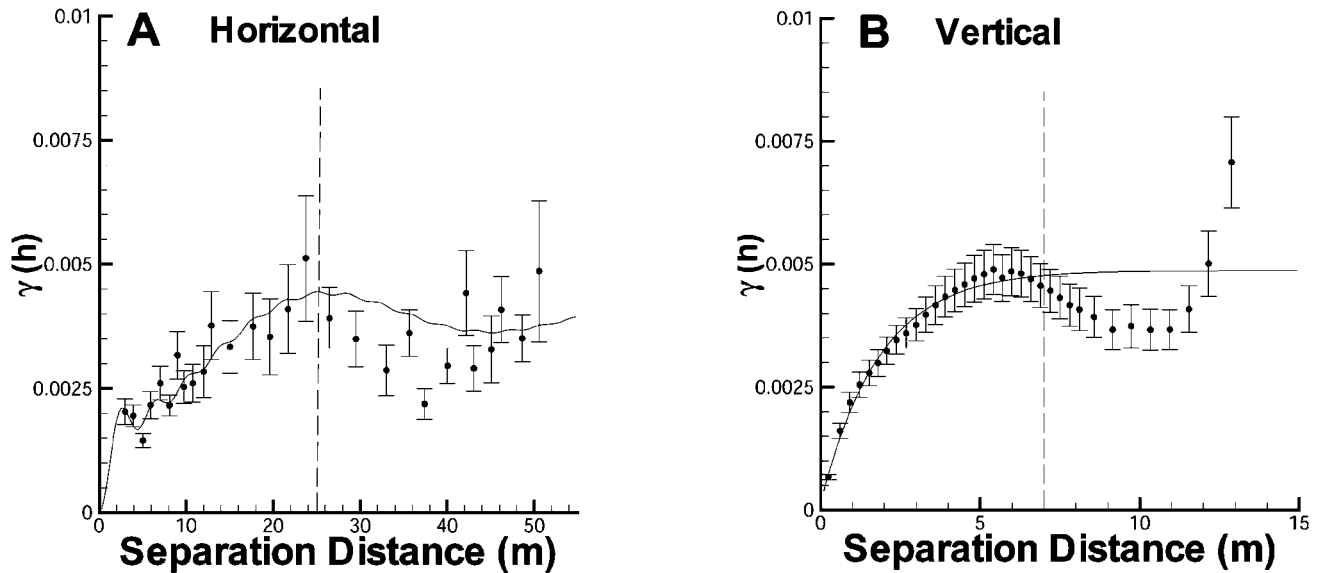 A Horizontal
0.01
0.0075
0.005
0.0025
0
γ (h)
0 10 20 30 40 50
Separation Distance (m)
B Vertical
0.01
0.0075
0.005
0.0025
0
γ (h)
0 5 10 15
Separation Distance (m)